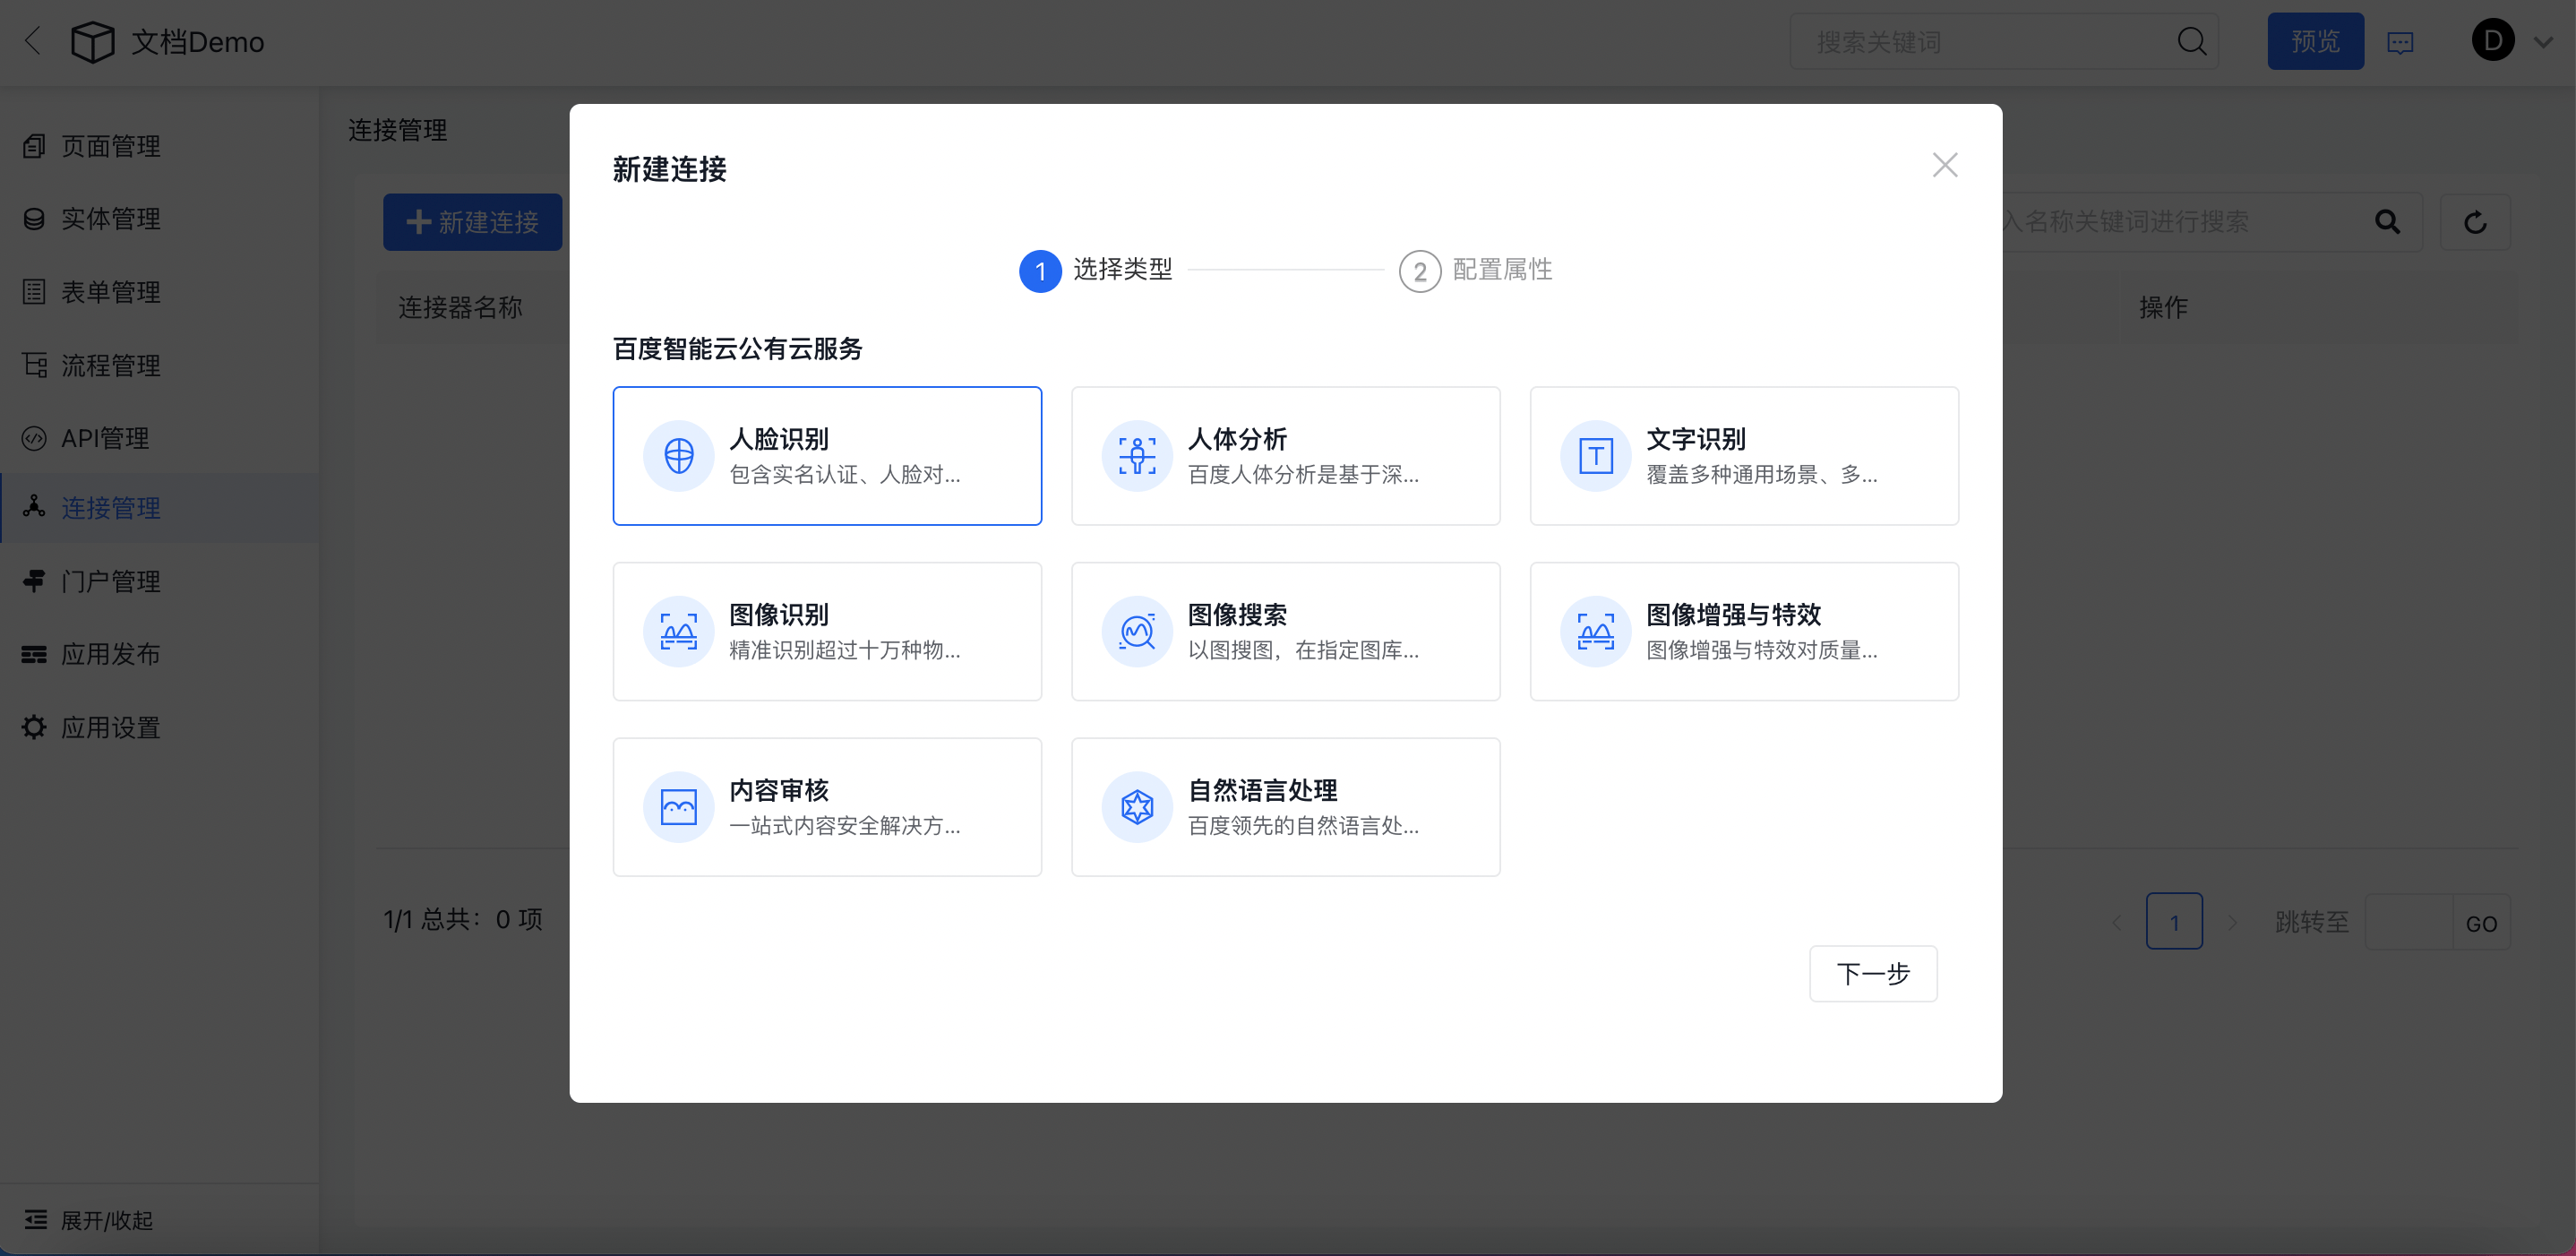 文档Demo
搜索关键词
预览
D
页面管理
实体管理
表单管理
流程管理
API管理
连接管理
门户管理
应用发布
应用设置
展开/收起
连接管理
新建连接
入名称关键词进行搜索
连接器名称
操作
1/1 总共：0 项
1
跳转至
GO
新建连接
1 选择类型
2 配置属性
百度智能云公有云服务
人脸识别
包含实名认证、人脸对...
人体分析
百度人体分析是基于深...
文字识别
覆盖多种通用场景、多...
图像识别
精准识别超过十万种物...
图像搜索
以图搜图，在指定图库...
图像增强与特效
图像增强与特效对质量...
内容审核
一站式内容安全解决方...
自然语言处理
百度领先的自然语言处...
下一步